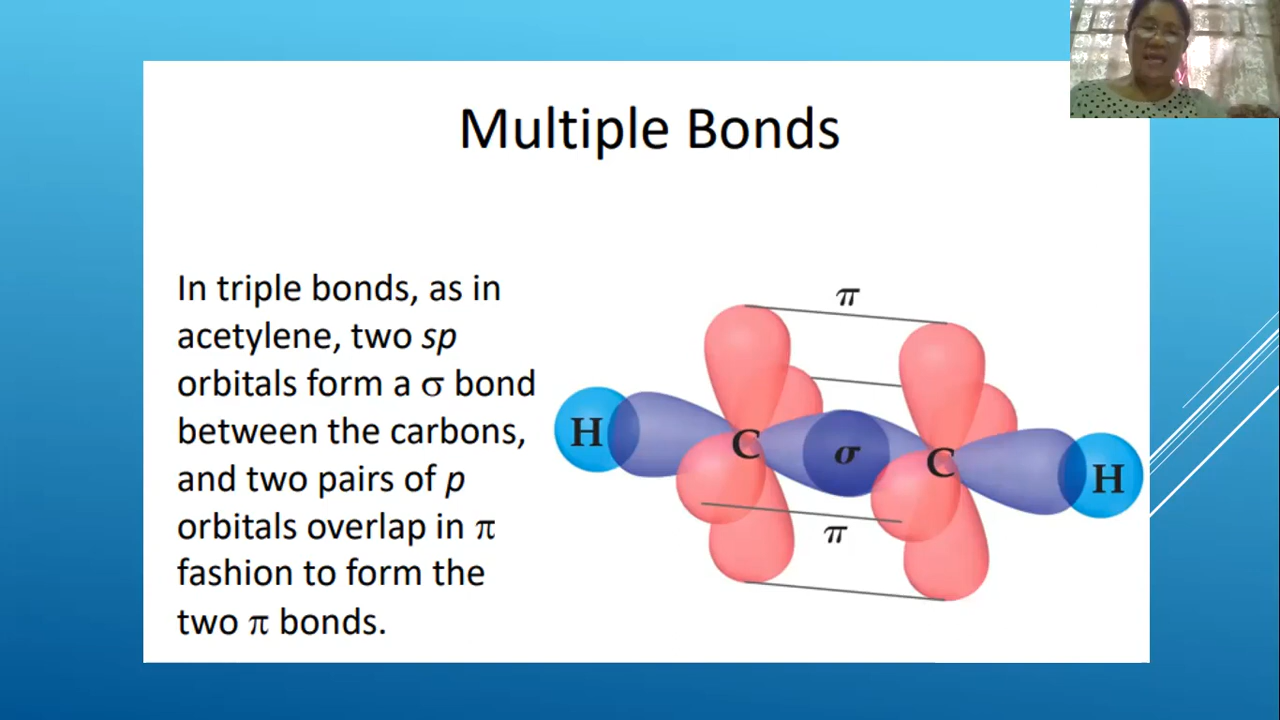 Multiple Bonds
In triple bonds, as in
acetylene, two sp
orbitals form a σ bond
between the carbons,
and two pairs of p
orbitals overlap in π
fashion to form the
two π bonds.
π
H
C
σ
C
H
π